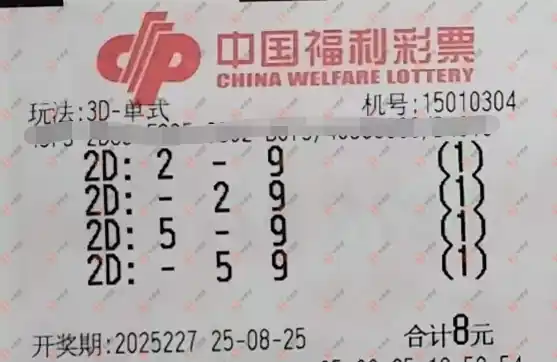 中国福利彩票
CHINA WELFARE LOTTERY
玩法:3D-单式 机号:15010304
2D: 2 - 9 (1)
2D: - 2 9 (1)
2D: 5 - 9 (1)
2D: - 5 9 (1)
开奖期:2025227 25-08-25 合计8元